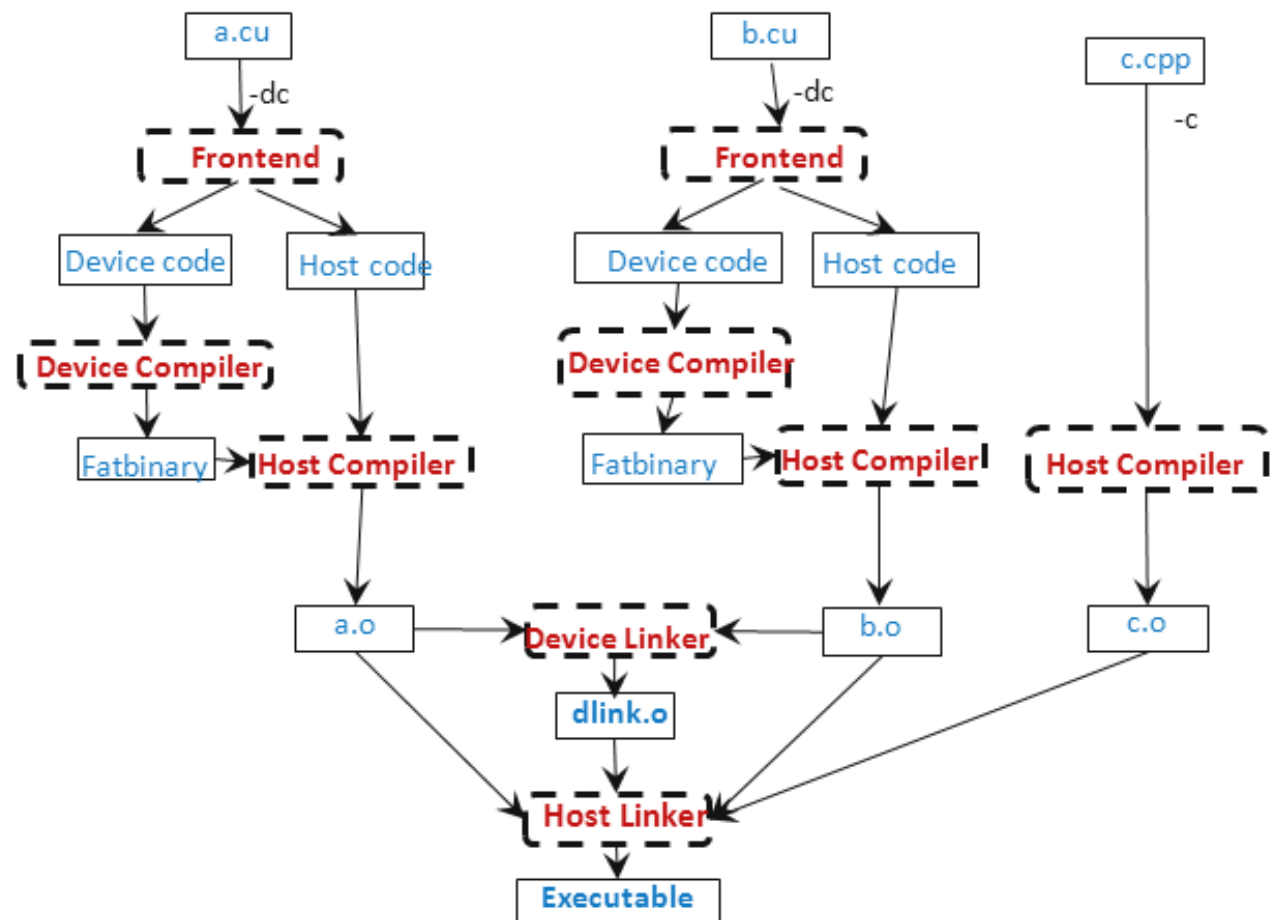 a.cu
b.cu
c.cpp
-dc
-dc
-c
Frontend
Frontend
Device code
Host code
Device code
Host code
Device Compiler
Device Compiler
Fatbinary
Host Compiler
Fatbinary
Host Compiler
Host Compiler
a.o
Device Linker
b.o
c.o
dlink.o
Host Linker
Executable